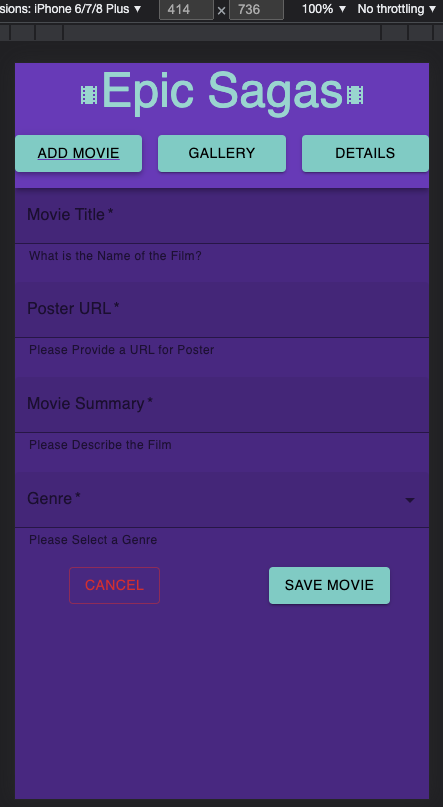 sions: iPhone 6/7/8 Plus ▼ 414 × 736 100% ▼ No throttling ▼
Epic Sagas
ADD MOVIE GALLERY DETAILS
Movie Title *
What is the Name of the Film?
Poster URL *
Please Provide a URL for Poster
Movie Summary *
Please Describe the Film
Genre *
Please Select a Genre
CANCEL SAVE MOVIE